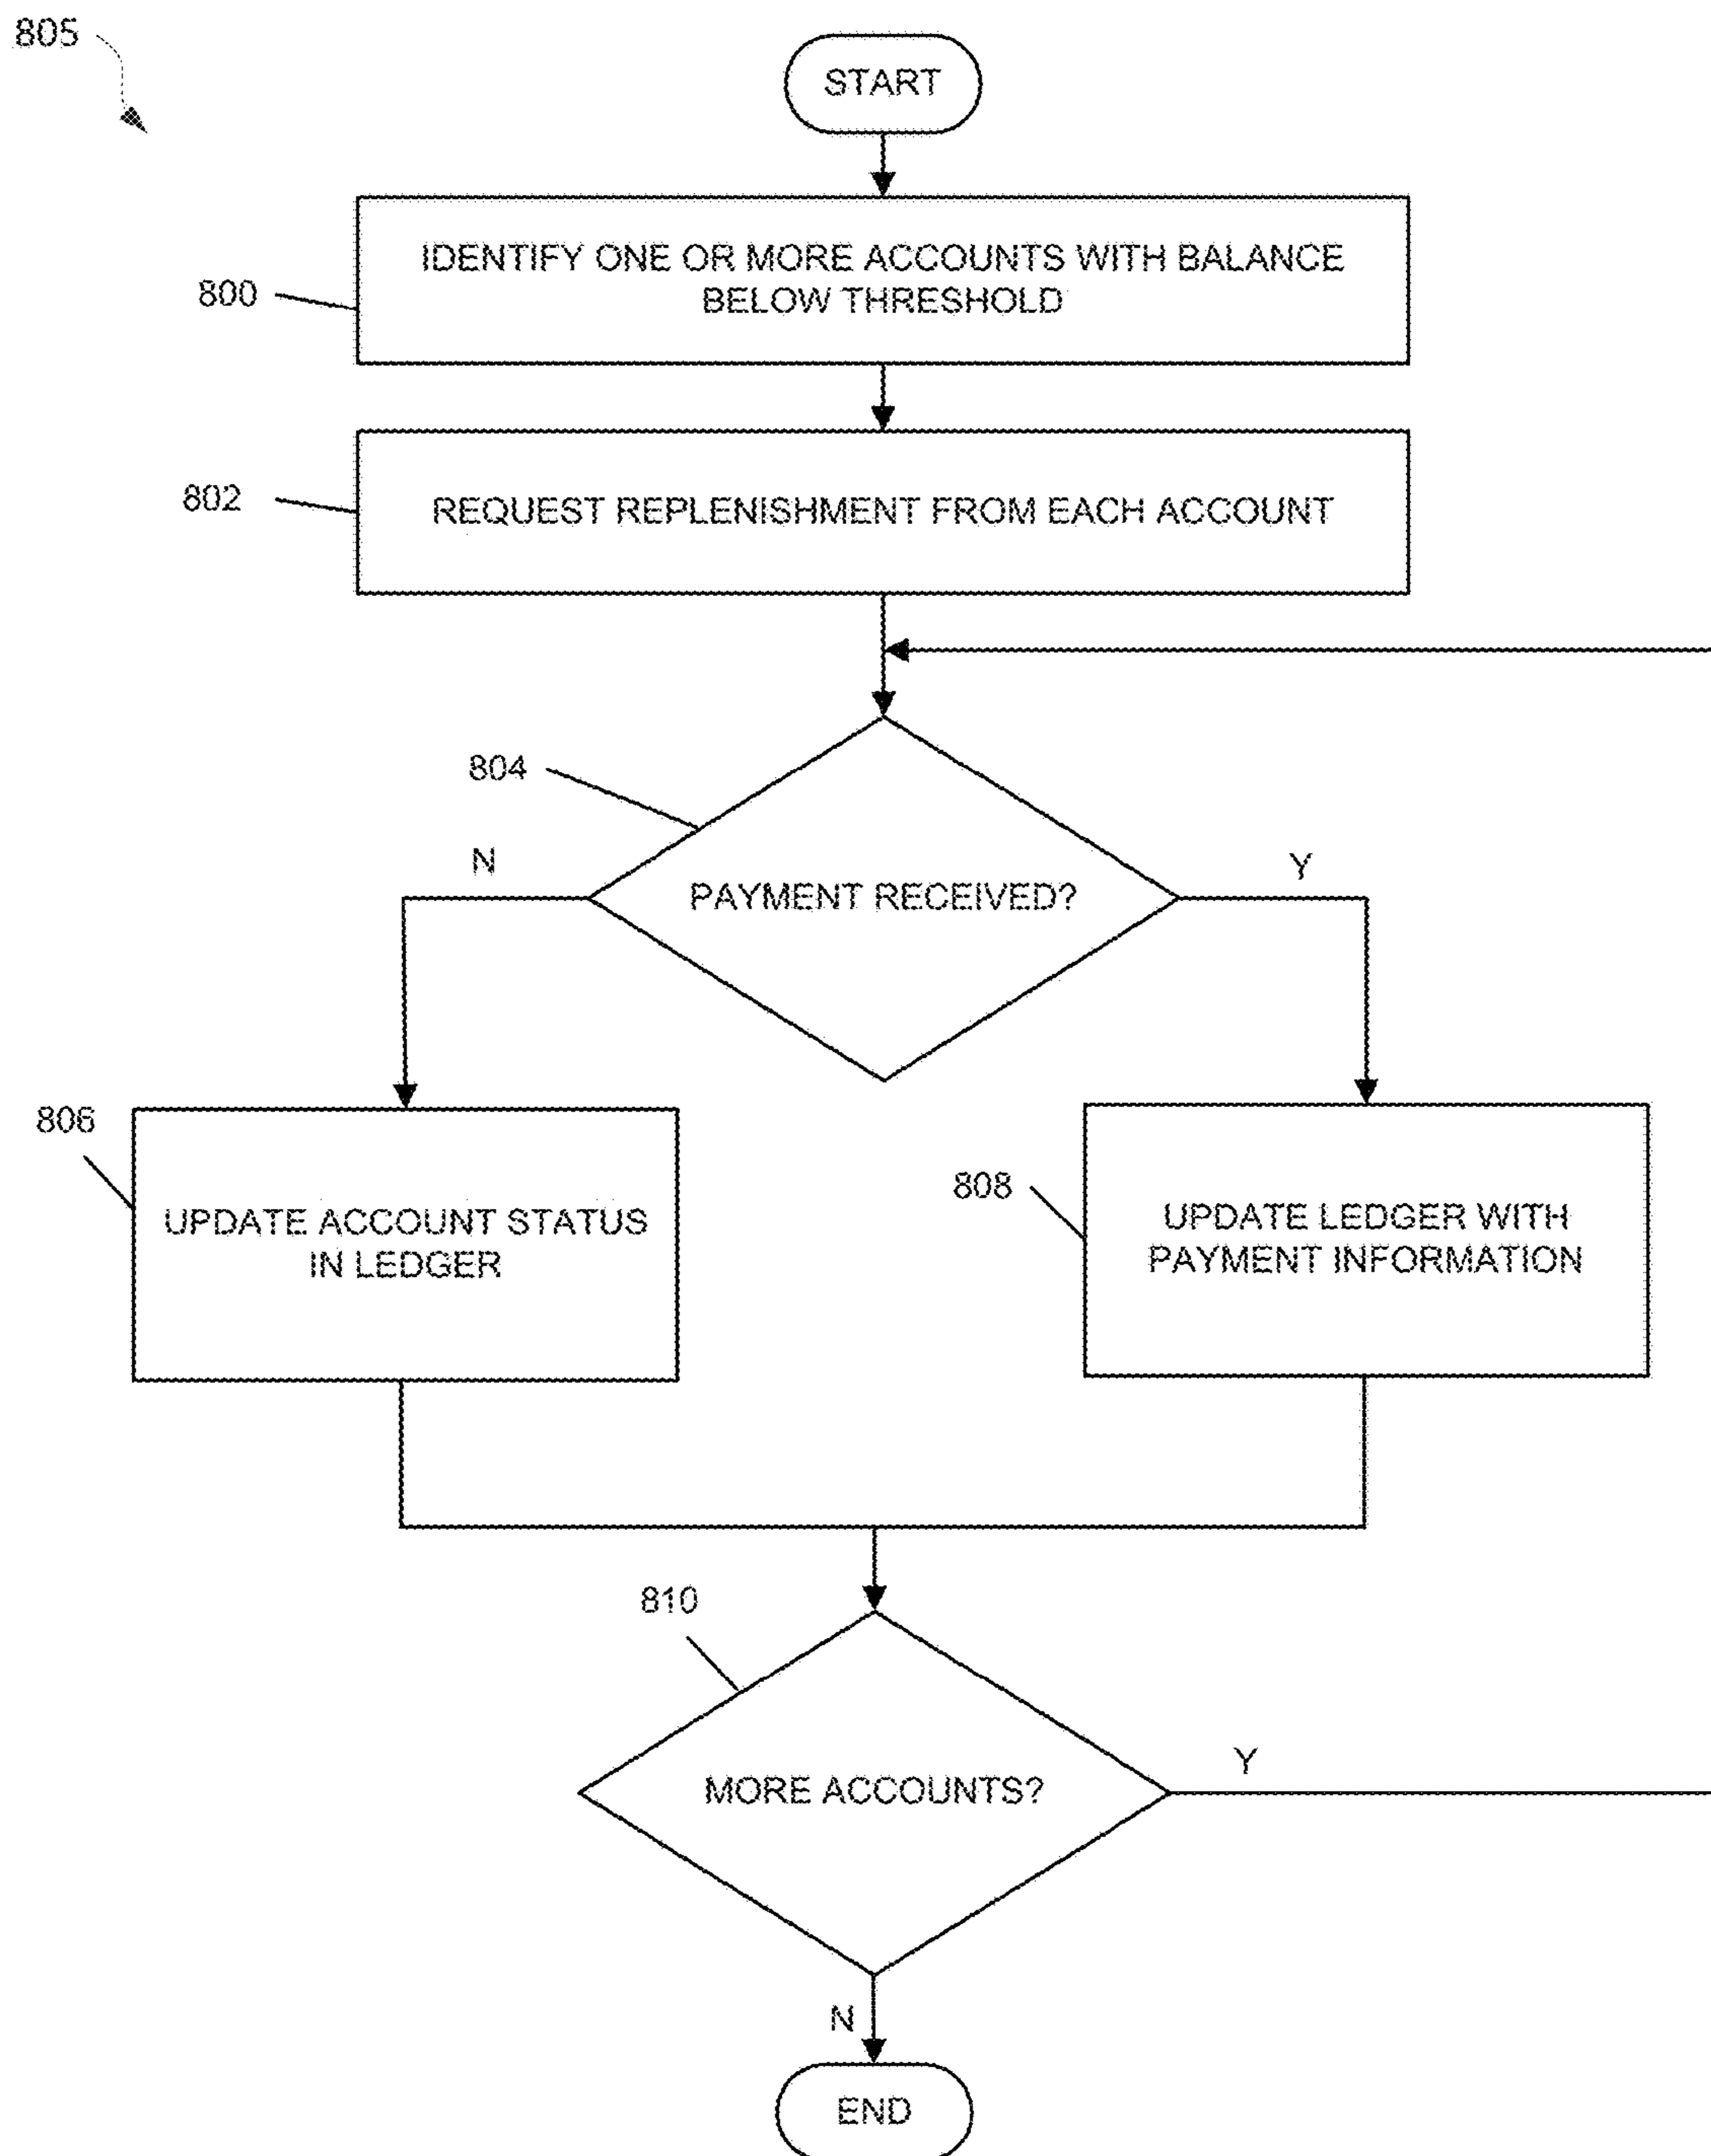 805
START
IDENTIFY ONE OR MORE ACCOUNTS WITH BALANCE
BELOW THRESHOLD
800
802
REQUEST REPLENISHMENT FROM EACH ACCOUNT
804
N
Y
PAYMENT RECEIVED?
806
UPDATE ACCOUNT STATUS
IN LEDGER
808
UPDATE LEDGER WITH
PAYMENT INFORMATION
810
MORE ACCOUNTS?
Y
N
END